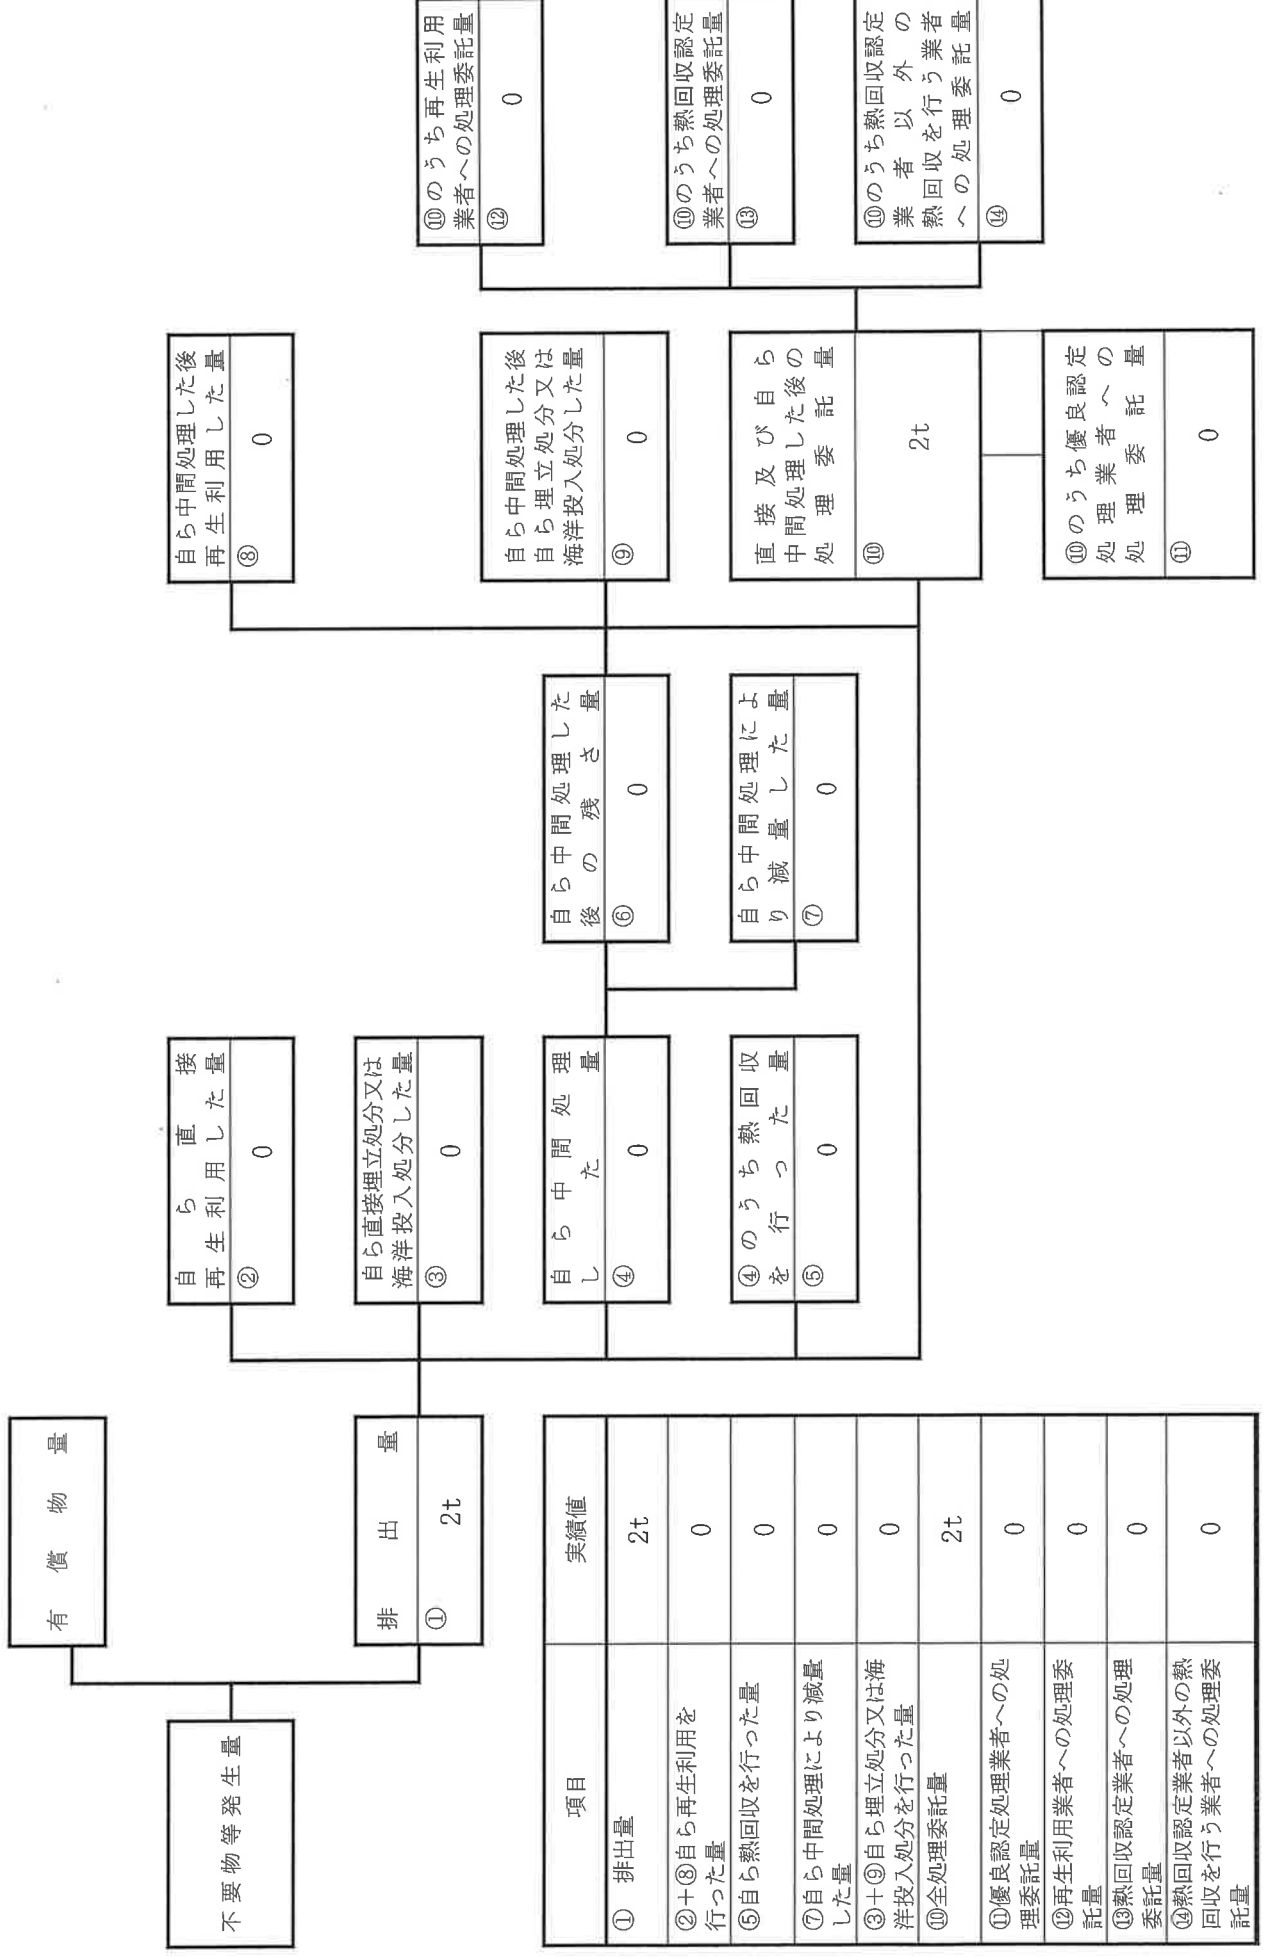 有償物量
不要物等発生量
排出量
① 2t
自ら直接
再生利用した量
② 0
自ら直接埋立処分又は
海洋投入処分した量
③ 0
自ら中間処理
した量
④ 0
④のうち熱回収
を行った量
⑤ 0
自ら中間処理した
後の残さ量
⑥ 0
自ら中間処理によ
り減量した量
⑦ 0
自ら中間処理した後
再生利用した量
⑧ 0
自ら中間処理した後
自ら埋立処分又は
海洋投入処分した量
⑨ 0
直接及び自ら
中間処理した後の
処理委託量
⑩ 2t
⑩のうち優良認定
処理業者への
処理委託量
⑪ 0
⑩のうち再生利用
業者への処理委託量
⑫ 0
⑩のうち熱回収認定
業者への処理委託量
⑬ 0
⑩のうち熱回収認定
業者以外の
熱回収を行う業者
への処理委託量
⑭ 0
項目 実績値
① 排出量 2t
②+⑧自ら再生利用を
行った量 0
⑤自ら熱回収を行った量 0
⑦自ら中間処理により減量
した量 0
③+⑨自ら埋立処分又は海
洋投入処分を行った量 0
⑩全処理委託量 2t
⑪優良認定処理業者への処
理委託量 0
⑫再生利用業者への処理委
託量 0
⑬熱回収認定業者への処理
委託量 0
⑭熱回収認定業者以外の熱
回収を行う業者への処理委
託量 0